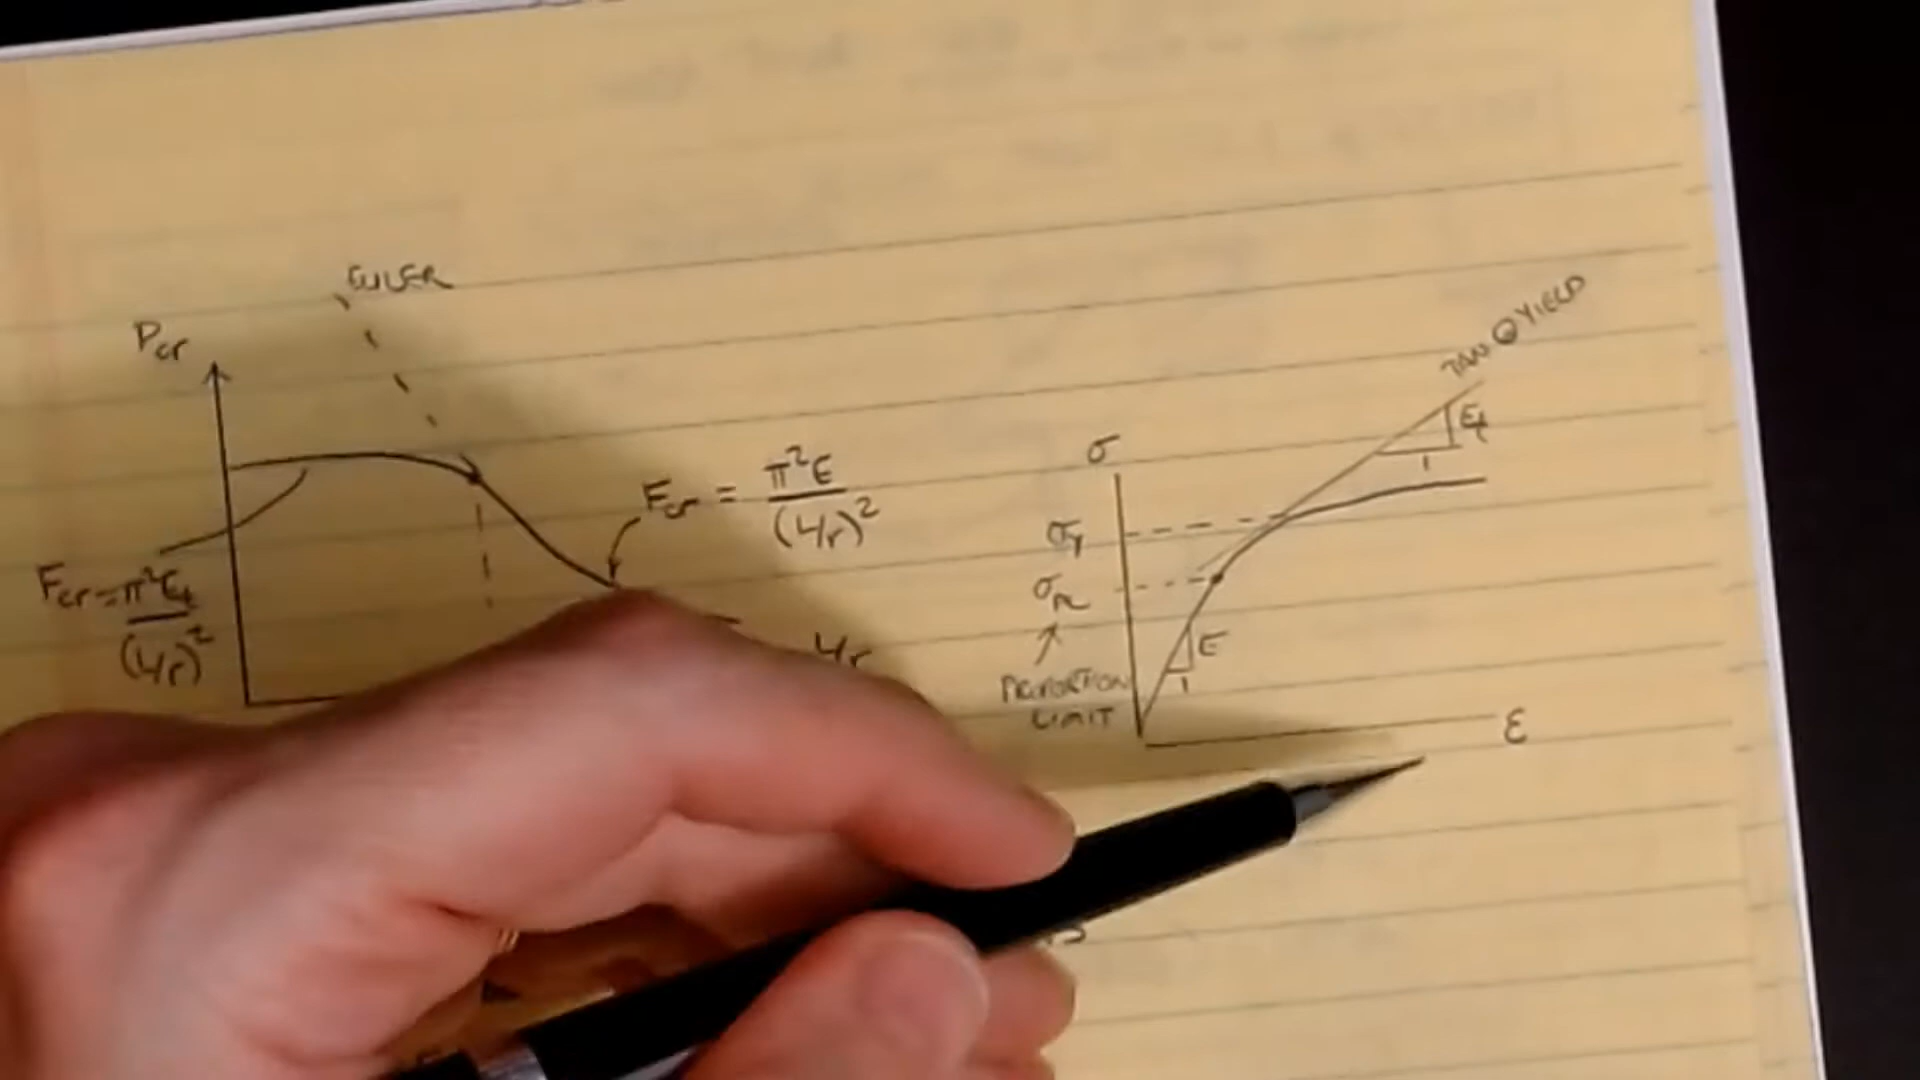 EULER
Pcr
Fcr = π²E
(L/r)²
Fcr = π²Et
(L/r)²
L/r
TAN @ YIELD
Et
1
σ
σy
σPL
E
1
PROPORTION
LIMIT
ε